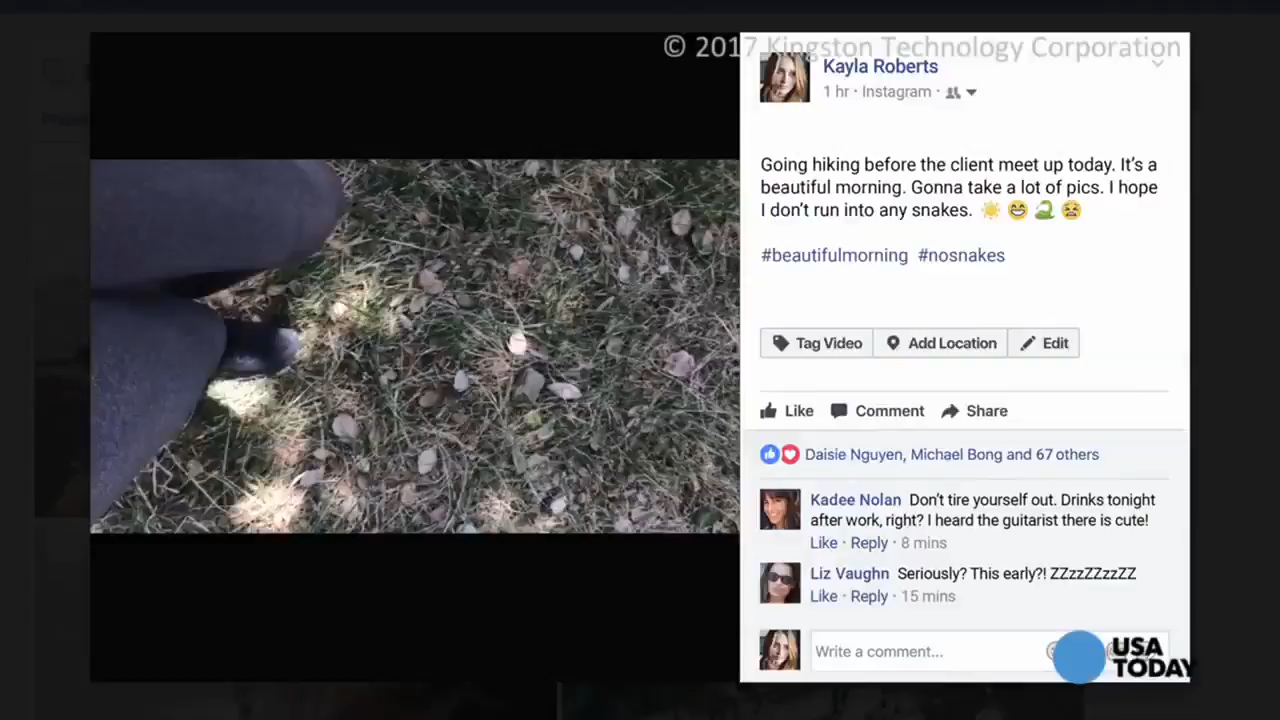 © 2017 Kingston Technology Corporation
Kayla Roberts
1 hr · Instagram ·
Going hiking before the client meet up today. It's a
beautiful morning. Gonna take a lot of pics. I hope
I don't run into any snakes. ☀️ 😁 🐍 😫
#beautifulmorning #nosnakes
Tag Video
Add Location
Edit
Like
Comment
Share
Daisie Nguyen, Michael Bong and 67 others
Kadee Nolan Don't tire yourself out. Drinks tonight
after work, right? I heard the guitarist there is cute!
Like · Reply · 8 mins
Liz Vaughn Seriously? This early?! ZZzzZZzzZZ
Like · Reply · 15 mins
Write a comment...
USA
TODAY